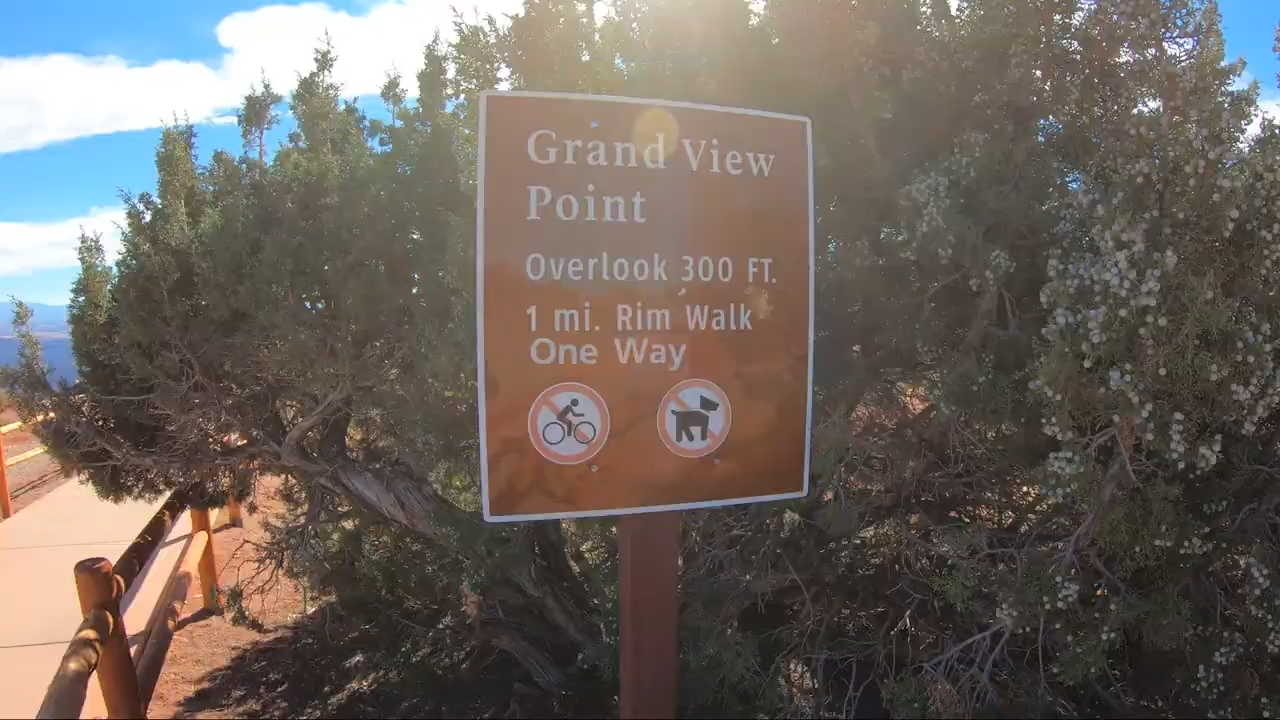 Grand View
Point
Overlook 300 FT.
1 mi. Rim Walk
One Way